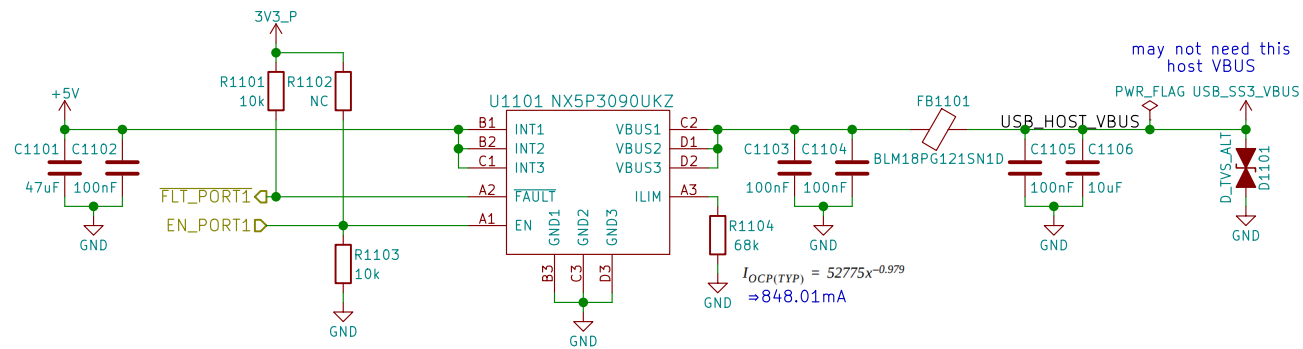 3V3_P
may not need this
host VBUS
+5V
R1101
10k
R1102
NC
U1101 NX5P3090UKZ
FB1101
PWR_FLAG
USB_SS3_VBUS
USB_HOST_VBUS
BLM18PG121SN1D
C1101
47uF
C1102
100nF
B1
B2
C1
A2
A1
INT1
INT2
INT3
FAULT
EN
VBUS1
VBUS2
VBUS3
ILIM
GND1
GND2
GND3
C2
D1
D2
A3
B3
C3
D3
C1103
100nF
C1104
100nF
C1105
100nF
C1106
10uF
D_TVS_ALT
D1101
FLT_PORT1
EN_PORT1
R1103
10k
R1104
68k
I_OCP(TYP) = 52775x^−0.979
⇒848.01mA
GND
GND
GND
GND
GND
GND
GND